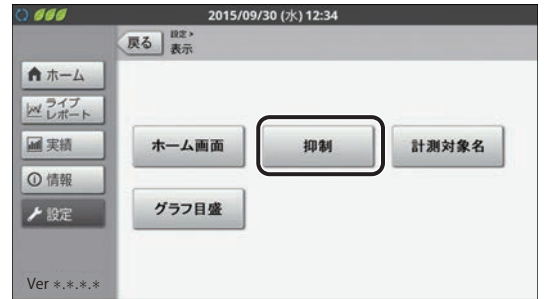 2015/09/30 (水) 12:34
戻る
設定>
表示
ホーム
ライブ
レポート
実績
情報
設定
ホーム画面
抑制
計測対象名
グラフ目盛
Ver *.*.*.*